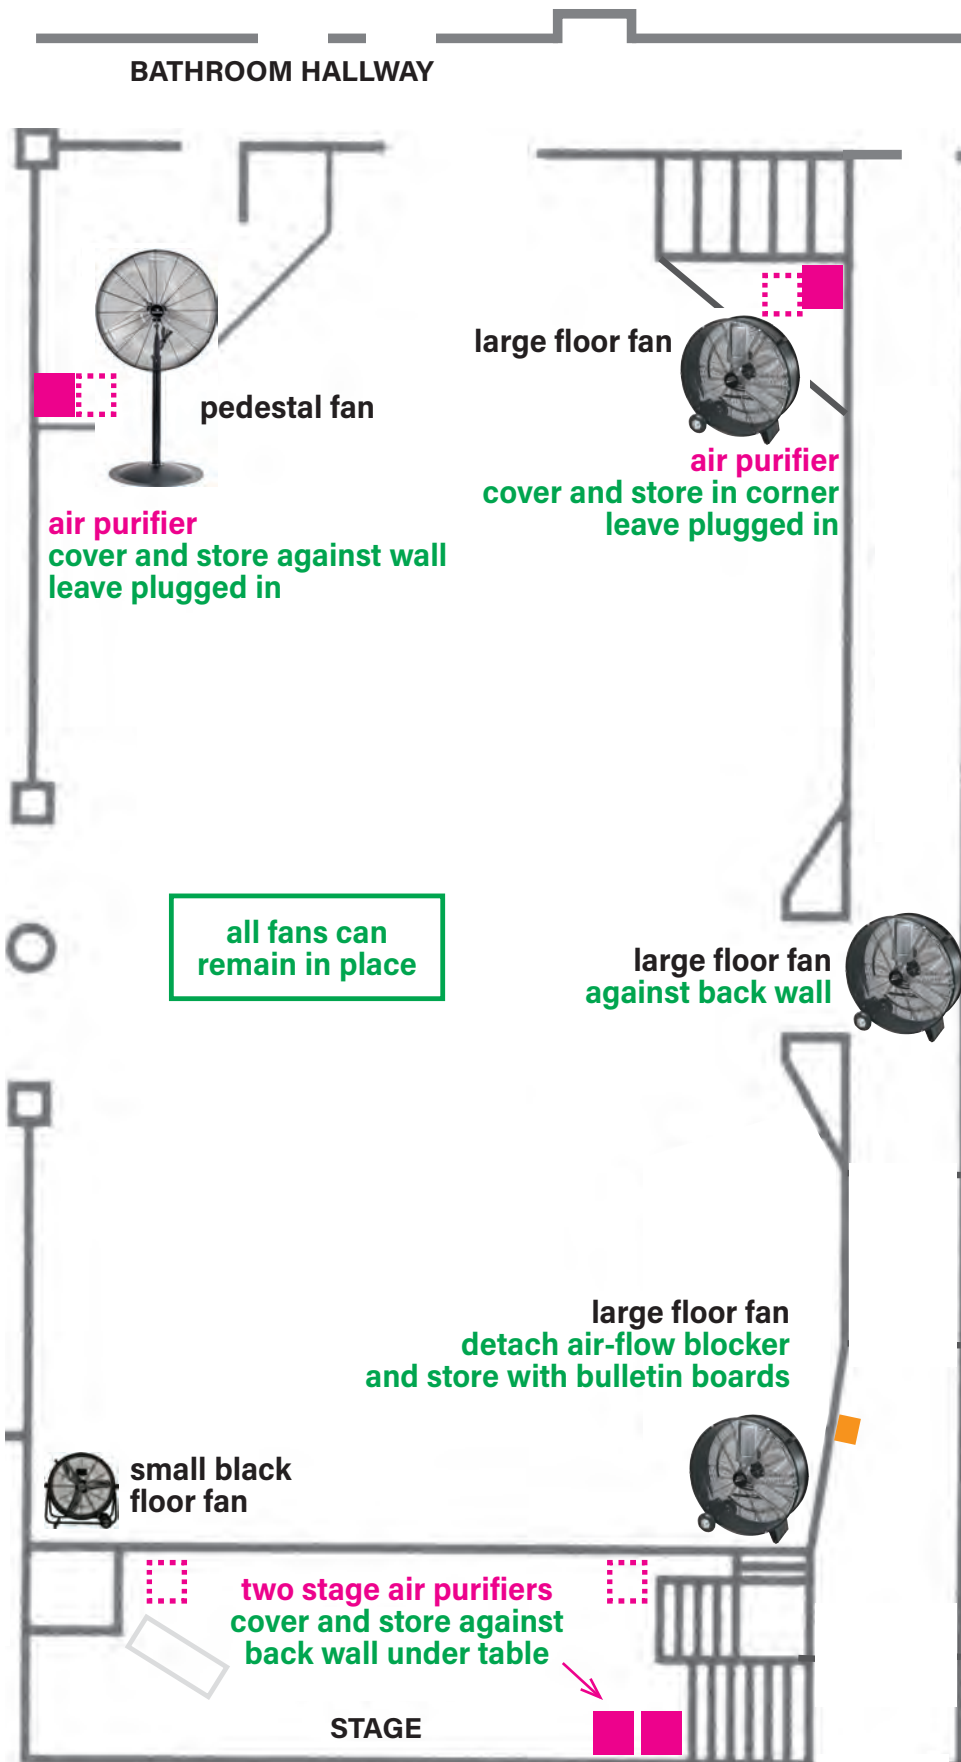 BATHROOM HALLWAY
large floor fan
pedestal fan
air purifier
cover and store in corner
leave plugged in
air purifier
cover and store against wall
leave plugged in
all fans can
remain in place
large floor fan
against back wall
large floor fan
detach air-flow blocker
and store with bulletin boards
small black
floor fan
two stage air purifiers
cover and store against
back wall under table
STAGE